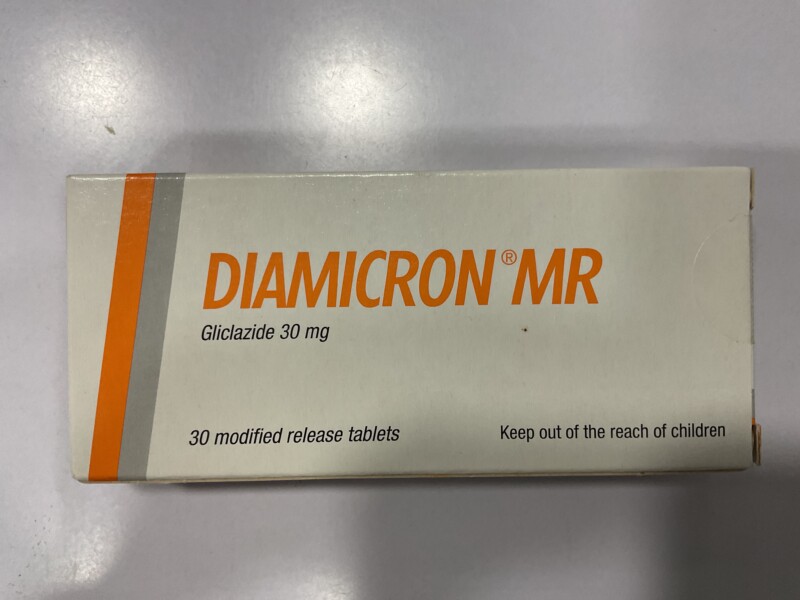 DIAMICRON® MR
Gliclazide 30 mg
30 modified release tablets
Keep out of the reach of children